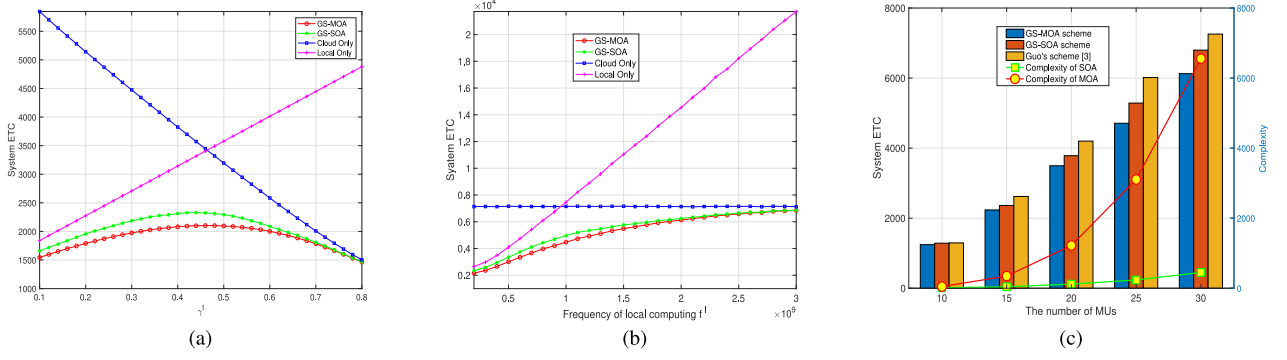 5500
5000
4500
4000
3500
3000
2500
2000
1500
1000
System ETC
0.1 0.2 0.3 0.4 0.5 0.6 0.7 0.8
γ^t
GS-MOA
GS-SOA
Cloud Only
Local Only
(a)
×10^4
2.2
2
1.8
1.6
1.4
1.2
1
0.8
0.6
0.4
0.2
Syatem ETC
0.5 1 1.5 2 2.5 3
×10^9
Frequency of local computing f^l
GS-MOA
GS-SOA
Cloud Only
Local Only
(b)
8000
6000
4000
2000
0
System ETC
GS-MOA scheme
GS-SOA scheme
Guo's scheme [3]
Complexity of SOA
Complexity of MOA
10 15 20 25 30
The number of MUs
8000
6000
4000
2000
0
Complexity
(c)